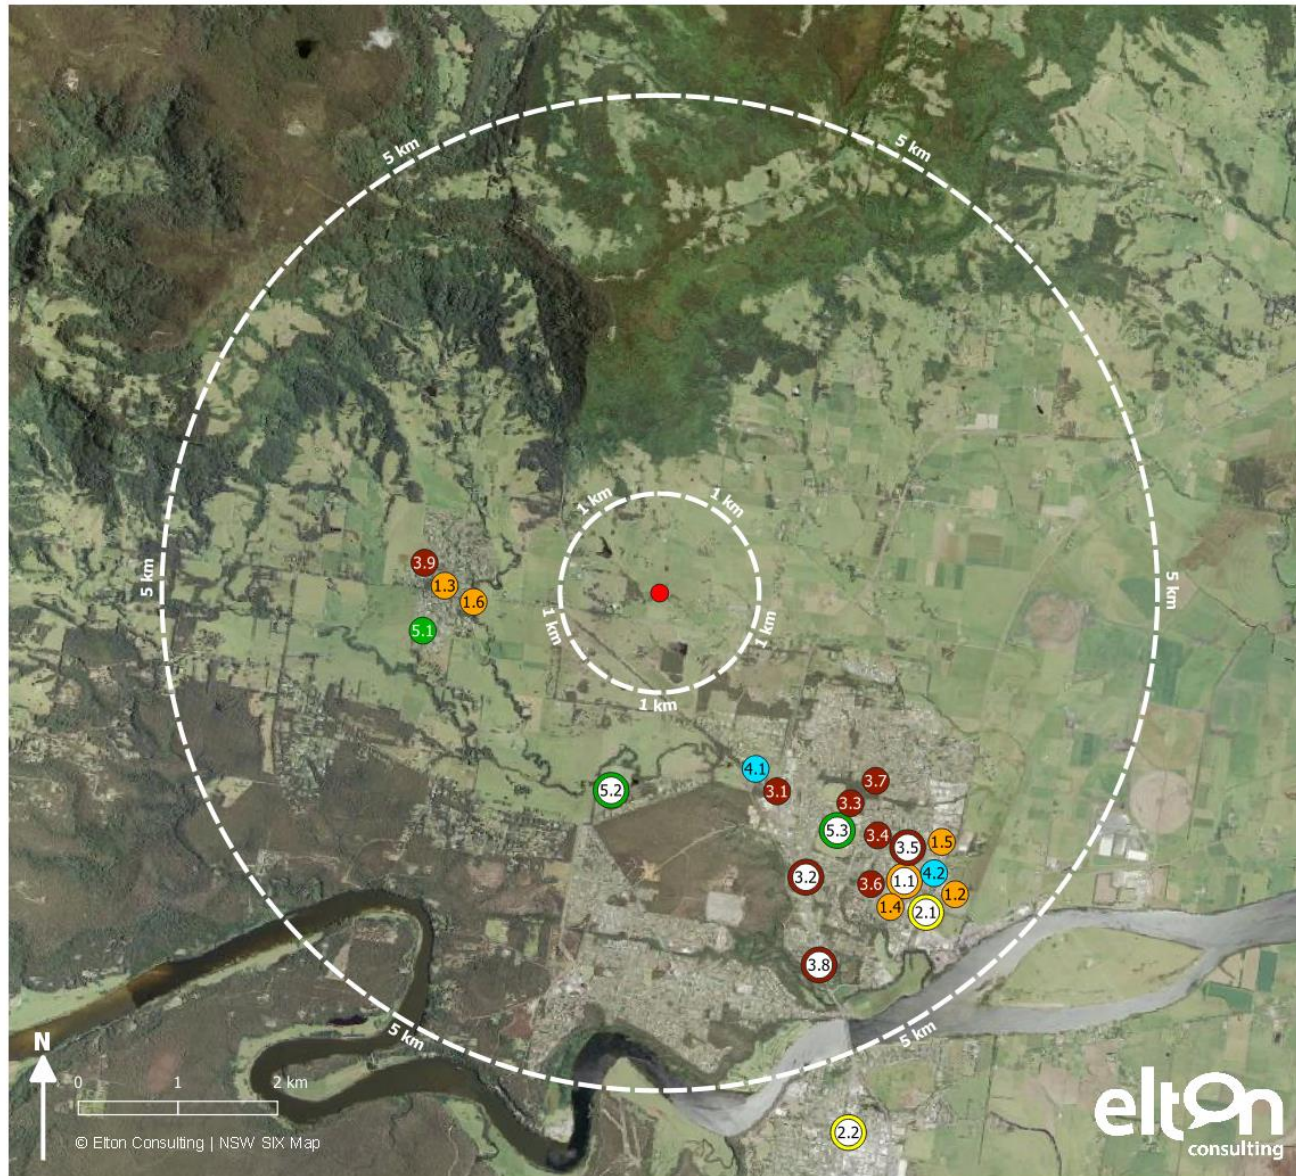 5 km
5 km
1 km
1 km
3.9
1.3
5 km
1.6
5 km
5.1
1 km
1 km
1 km
4.1
3.7
5.2
3.1
3.3
5.3
3.4
1.5
3.5
3.2
4.2
3.6
1.1
1.2
1.4
2.1
3.8
5 km
5 km
N
0 1 2 km
elton
consulting
2.2
© Elton Consulting | NSW SIX Map